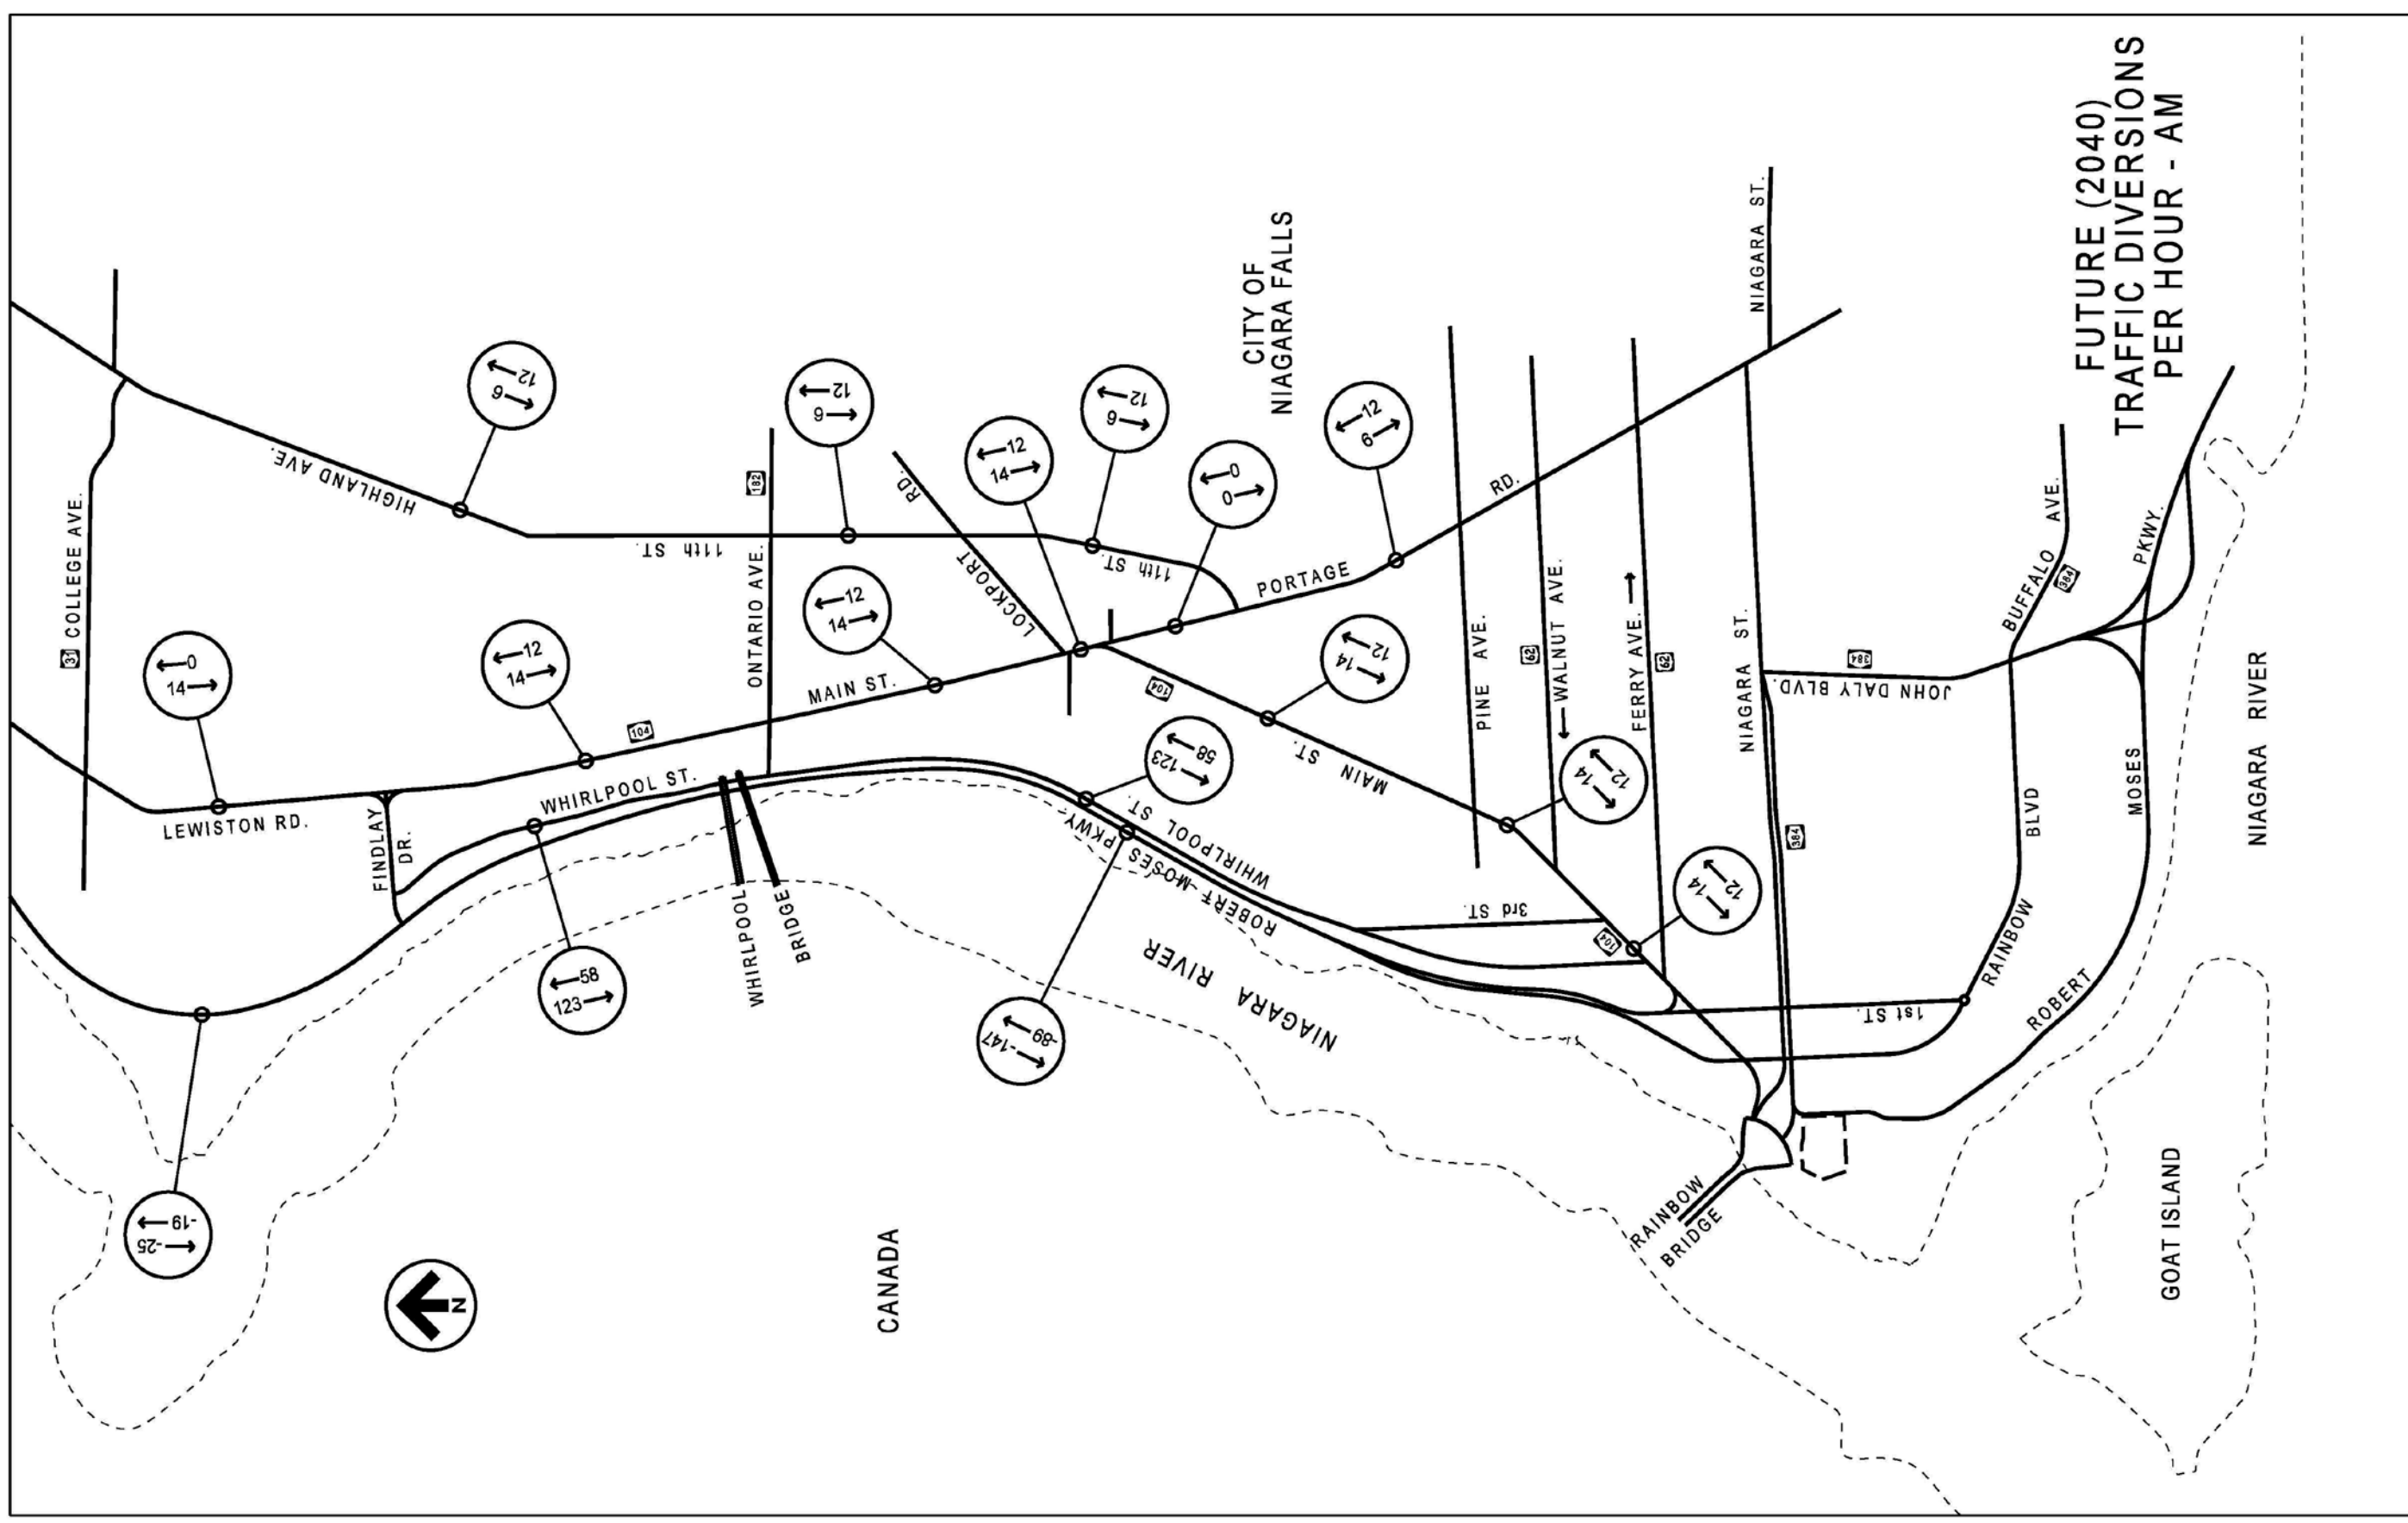 FUTURE (2040)
TRAFFIC DIVERSIONS
PER HOUR - AM
31
COLLEGE AVE.
HIGHLAND AVE.
12
6
11th ST.
182
ONTARIO AVE.
12
6
LOCKPORT
RD.
12
14
12
6
11th ST.
0
0
CITY OF
NIAGARA FALLS
12
6
PORTAGE
RD.
0
14
LEWISTON RD.
12
14
104
MAIN ST.
12
14
FINDLAY
DR.
WHIRLPOOL ST.
58
123
WHIRLPOOL
BRIDGE
58
123
WHIRLPOOL ST.
ROBERT MOSES PKWY.
-89
-147
-19
-25
N
CANADA
NIAGARA RIVER
104
MAIN ST.
12
14
12
14
12
14
104
3rd ST.
PINE AVE.
62
WALNUT AVE.
FERRY AVE.
62
NIAGARA ST.
NIAGARA ST.
384
JOHN DALY BLVD.
384
BUFFALO AVE.
384
1st ST.
RAINBOW BLVD
ROBERT MOSES PKWY.
RAINBOW
BRIDGE
NIAGARA RIVER
GOAT ISLAND